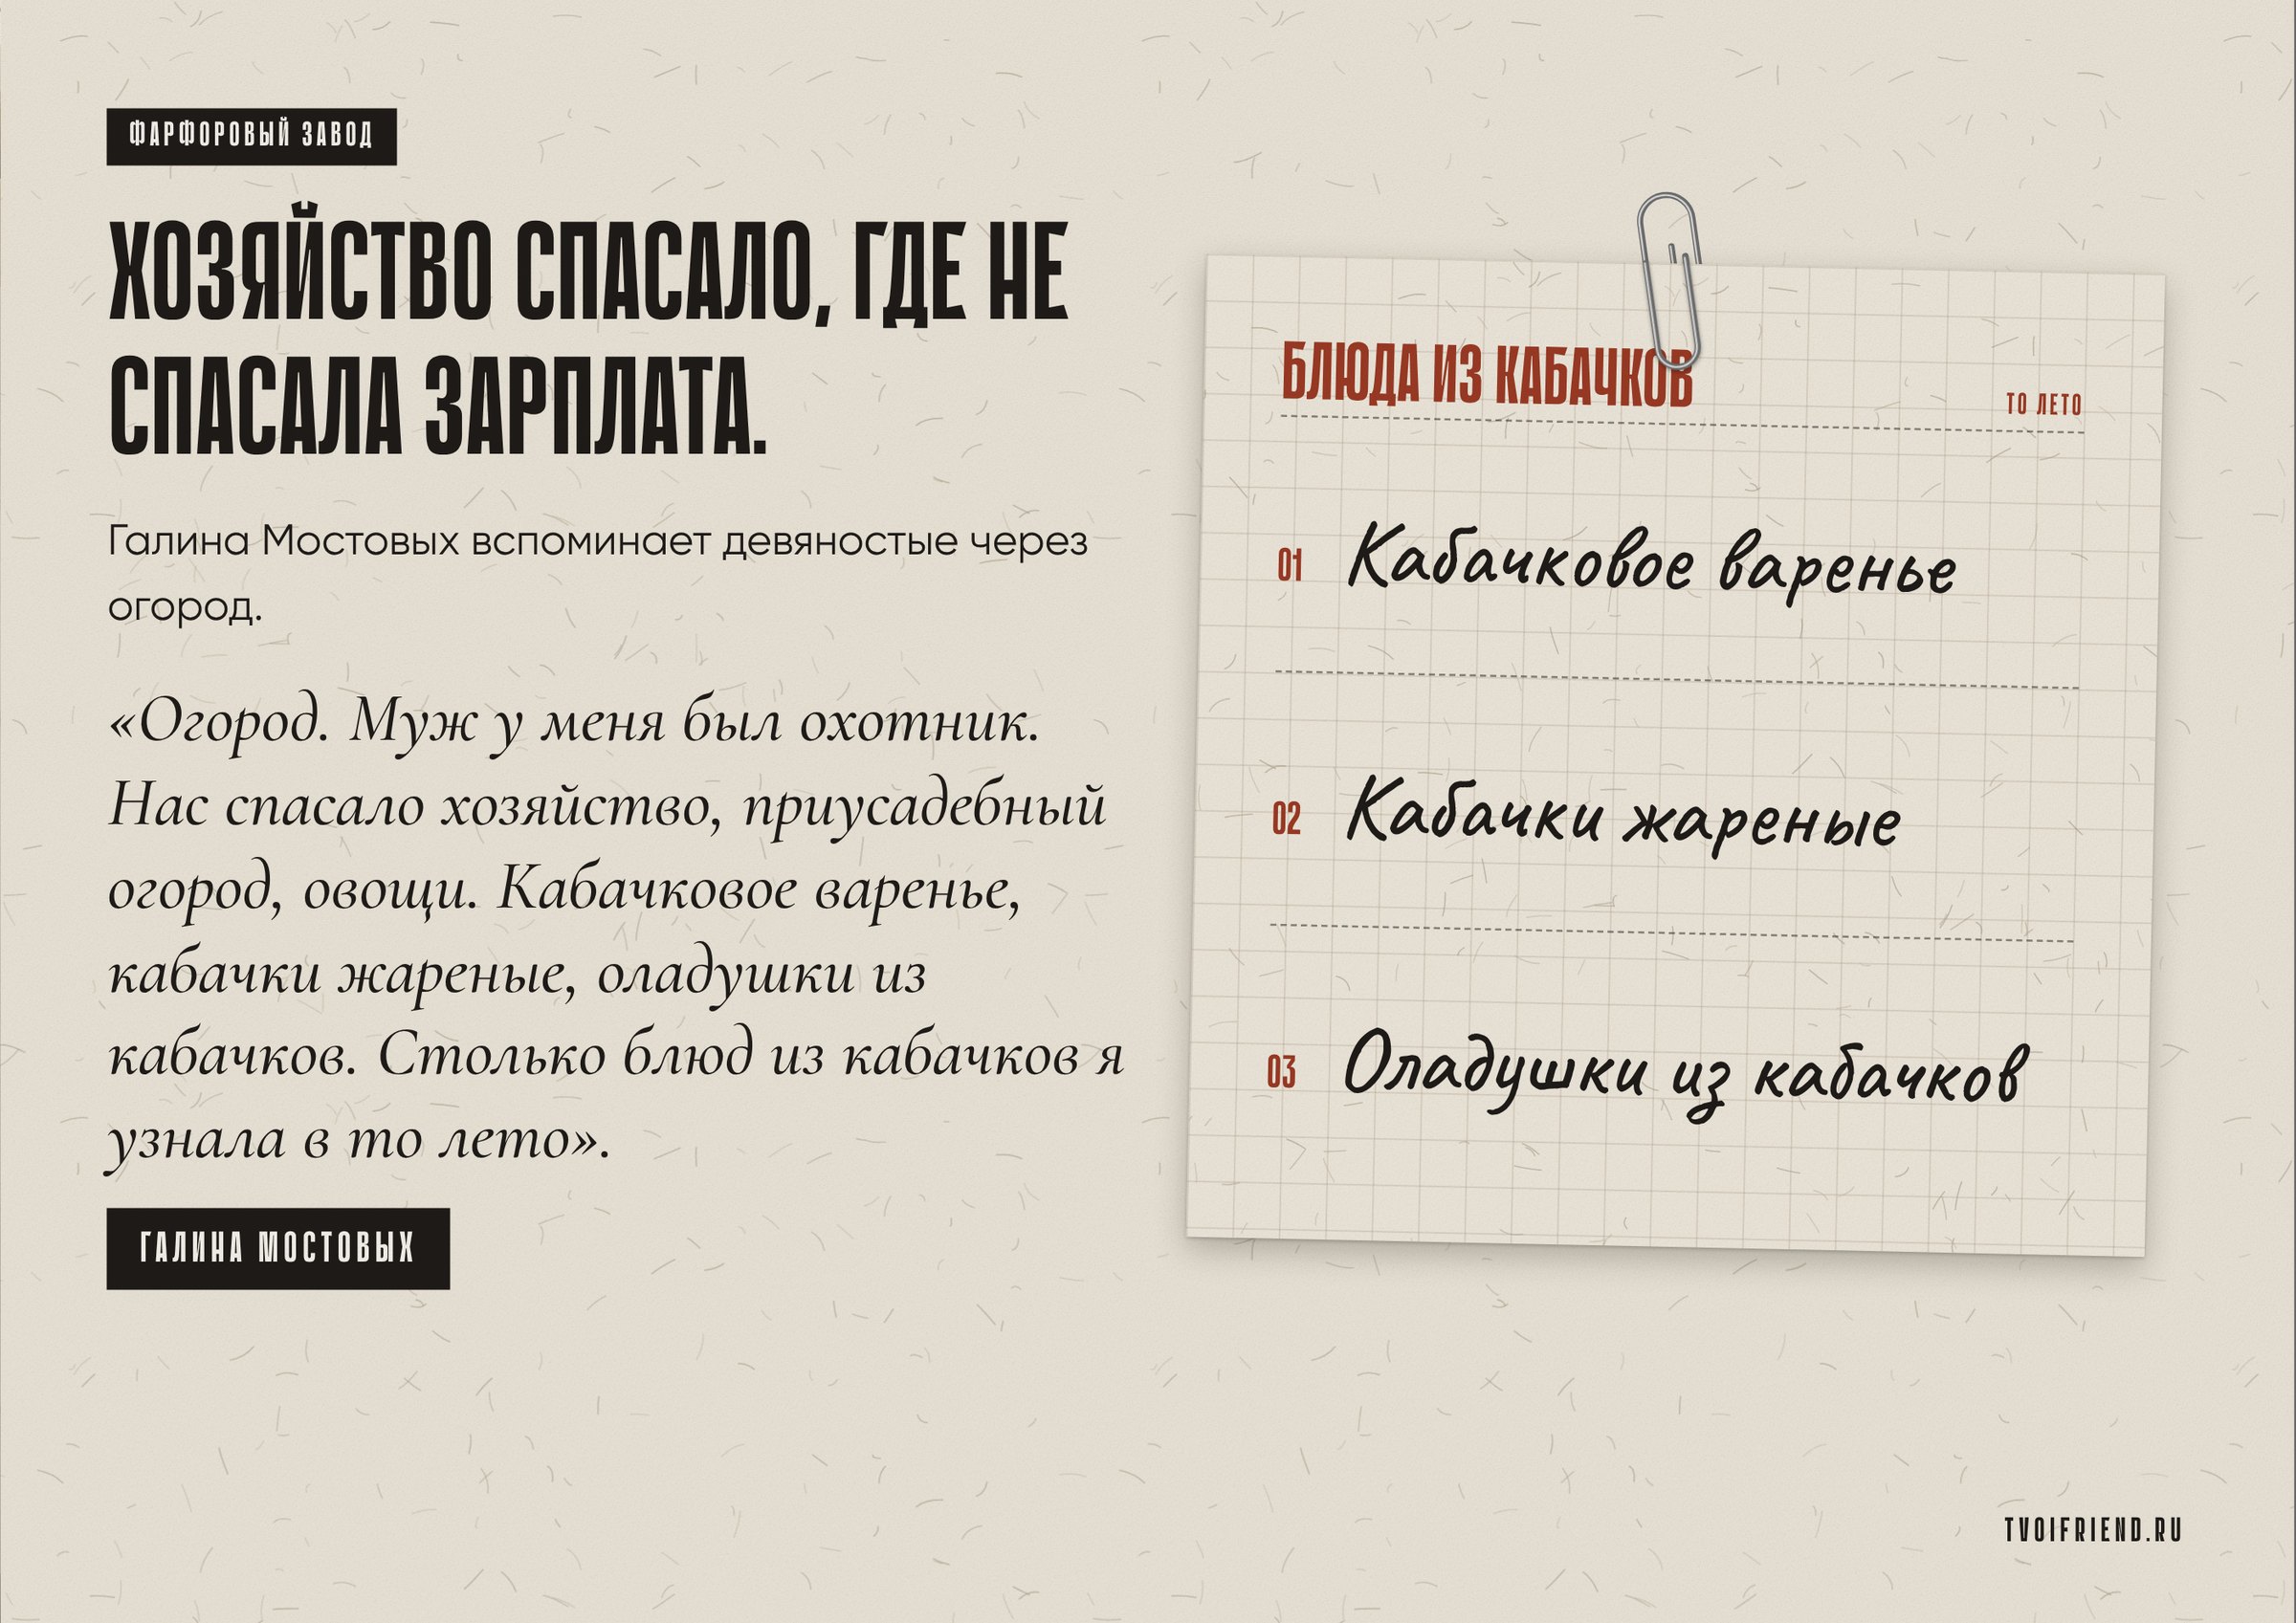 ФАРФОРОВЫЙ ЗАВОД
ХОЗЯЙСТВО СПАСАЛО, ГДЕ НЕ
СПАСАЛА ЗАРПЛАТА.
Галина Мостовых вспоминает девяностые через
огород.
«Огород. Муж у меня был охотник.
Нас спасало хозяйство, приусадебный
огород, овощи. Кабачковое варенье,
кабачки жареные, оладушки из
кабачков. Столько блюд из кабачков я
узнала в то лето».
ГАЛИНА МОСТОВЫХ
БЛЮДА ИЗ КАБАЧКОВ
ТО ЛЕТО
01 Кабачковое варенье
02 Кабачки жареные
03 Оладушки из кабачков
TVOIFRIEND.RU